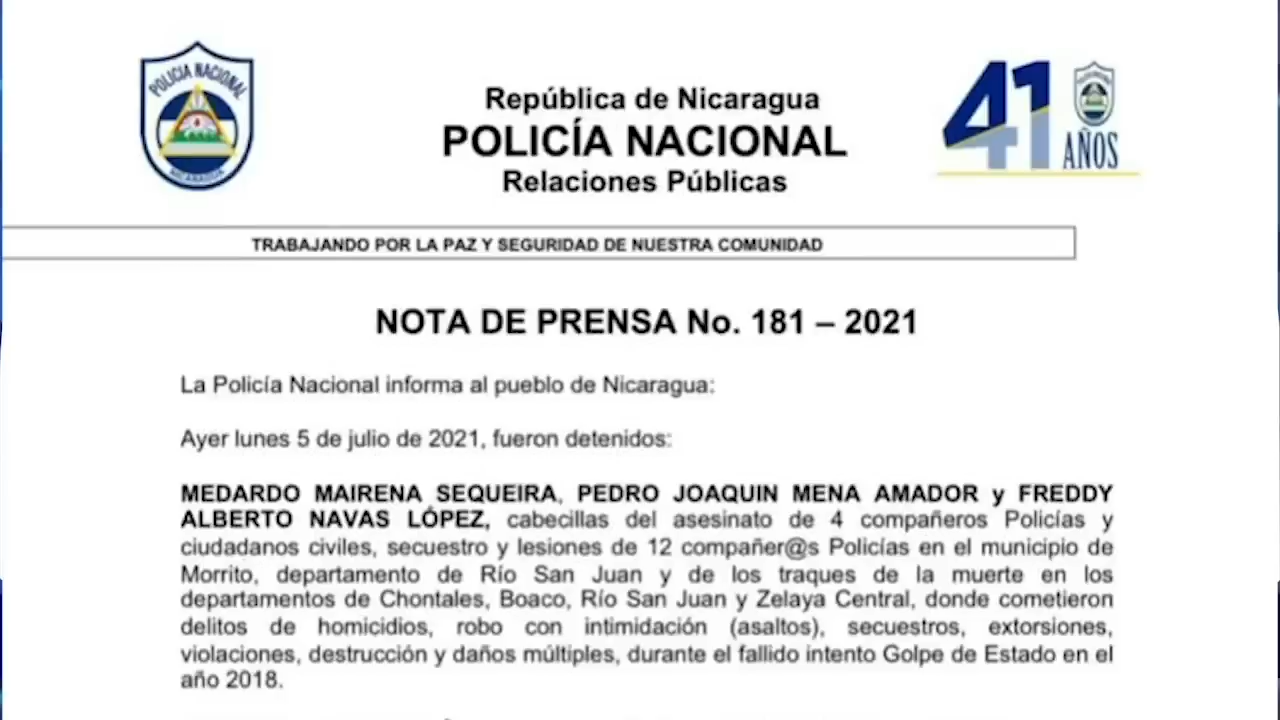 POLICIA NACIONAL
NICARAGUA
República de Nicaragua
POLICÍA NACIONAL
Relaciones Públicas
41
AÑOS
TRABAJANDO POR LA PAZ Y SEGURIDAD DE NUESTRA COMUNIDAD
NOTA DE PRENSA No. 181 – 2021
La Policía Nacional informa al pueblo de Nicaragua:
Ayer lunes 5 de julio de 2021, fueron detenidos:
MEDARDO MAIRENA SEQUEIRA, PEDRO JOAQUIN MENA AMADOR y FREDDY
ALBERTO NAVAS LÓPEZ, cabecillas del asesinato de 4 compañeros Policías y
ciudadanos civiles, secuestro y lesiones de 12 compañer@s Policías en el municipio de
Morrito, departamento de Río San Juan y de los traques de la muerte en los
departamentos de Chontales, Boaco, Río San Juan y Zelaya Central, donde cometieron
delitos de homicidios, robo con intimidación (asaltos), secuestros, extorsiones,
violaciones, destrucción y daños múltiples, durante el fallido intento Golpe de Estado en el
año 2018.